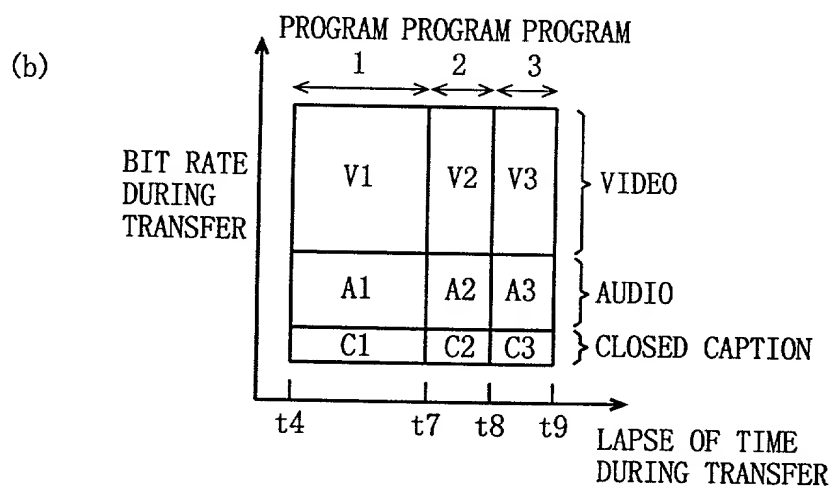 (b)
PROGRAM PROGRAM PROGRAM
1 2 3
BIT RATE
DURING
TRANSFER
V1 V2 V3
VIDEO
A1 A2 A3
AUDIO
C1 C2 C3
CLOSED CAPTION
t4 t7 t8 t9
LAPSE OF TIME
DURING TRANSFER